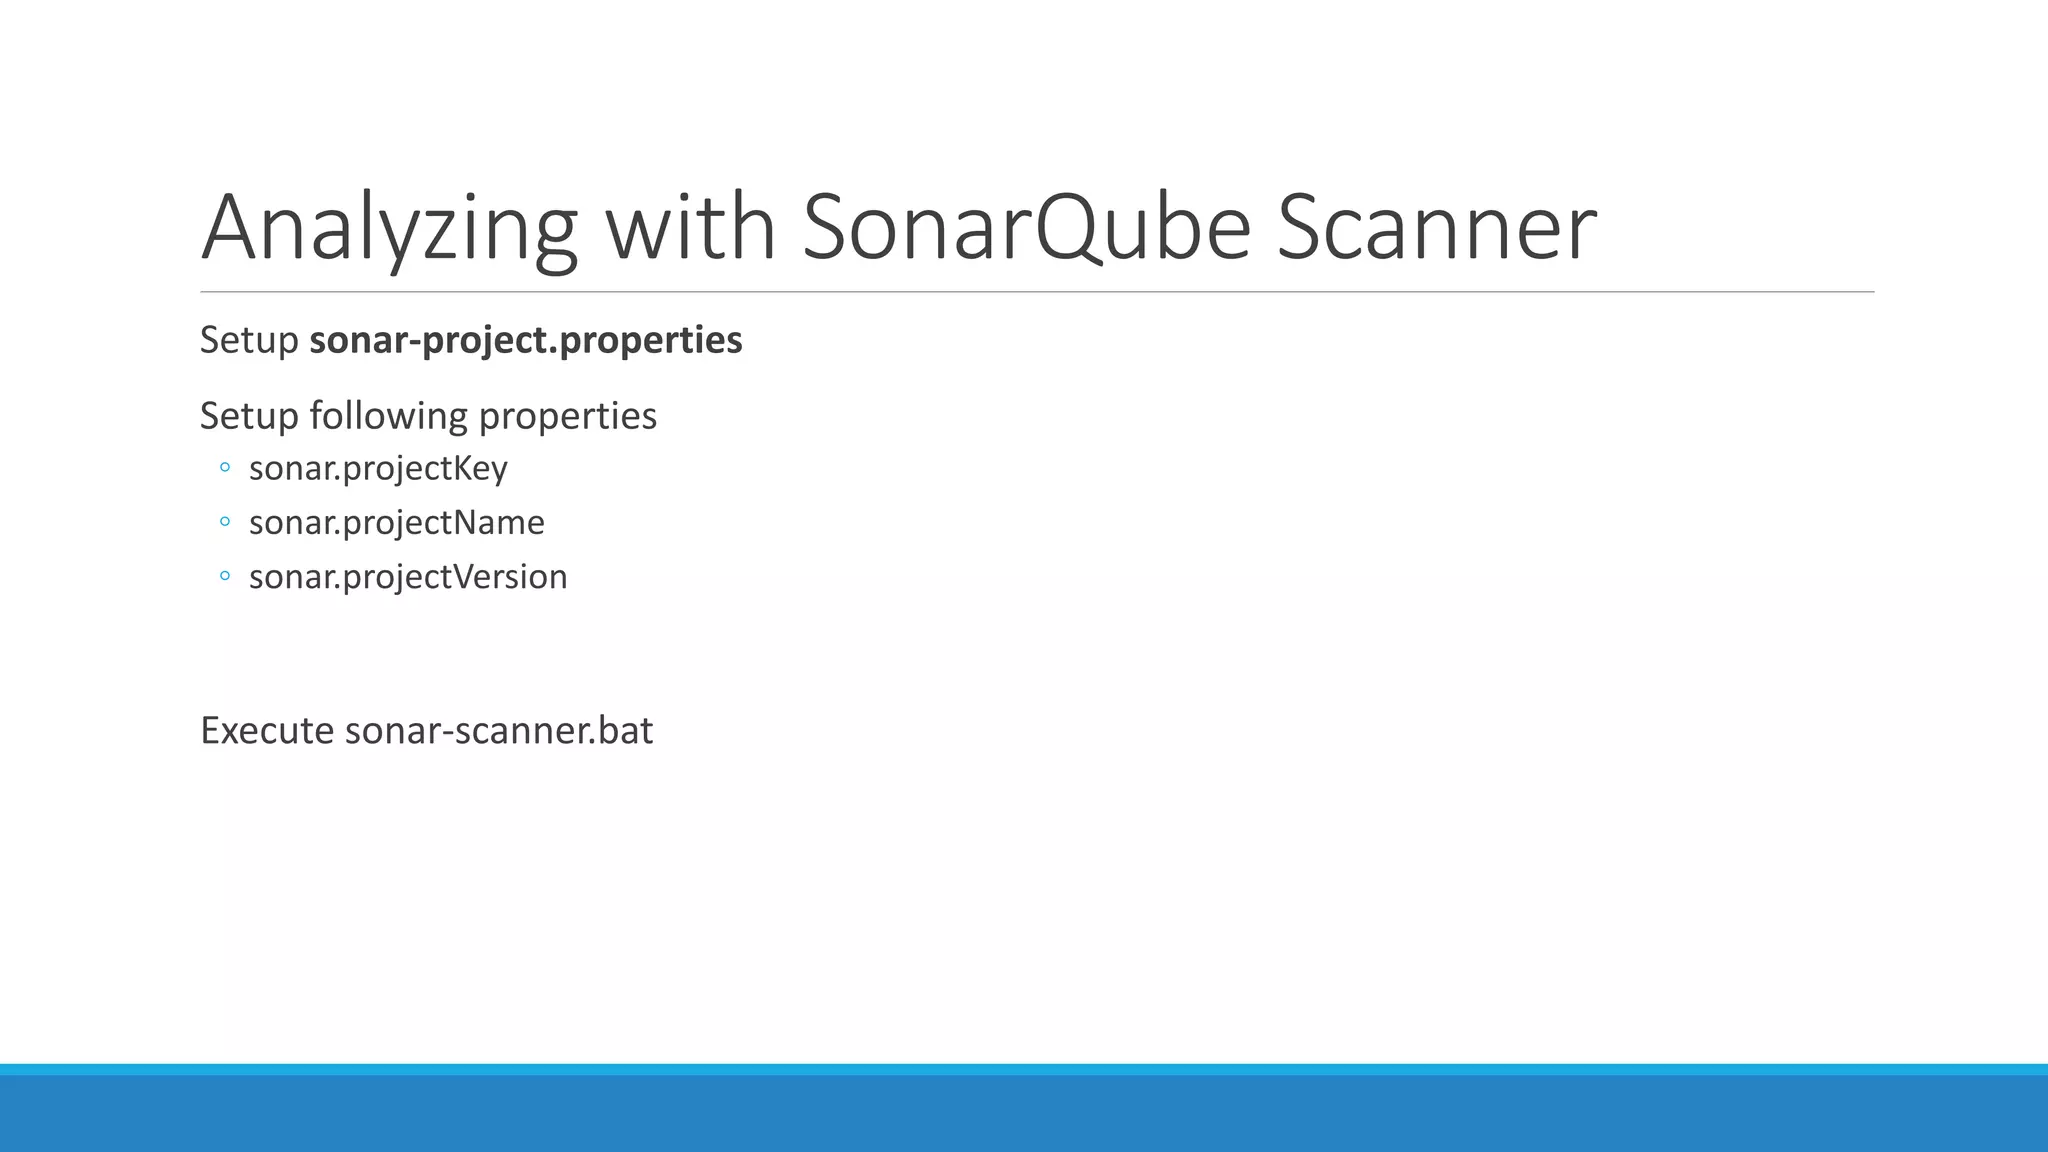 Analyzing with SonarQube Scanner
Setup sonar-project.properties
Setup following properties
◦ sonar.projectKey
◦ sonar.projectName
◦ sonar.projectVersion
Execute sonar-scanner.bat